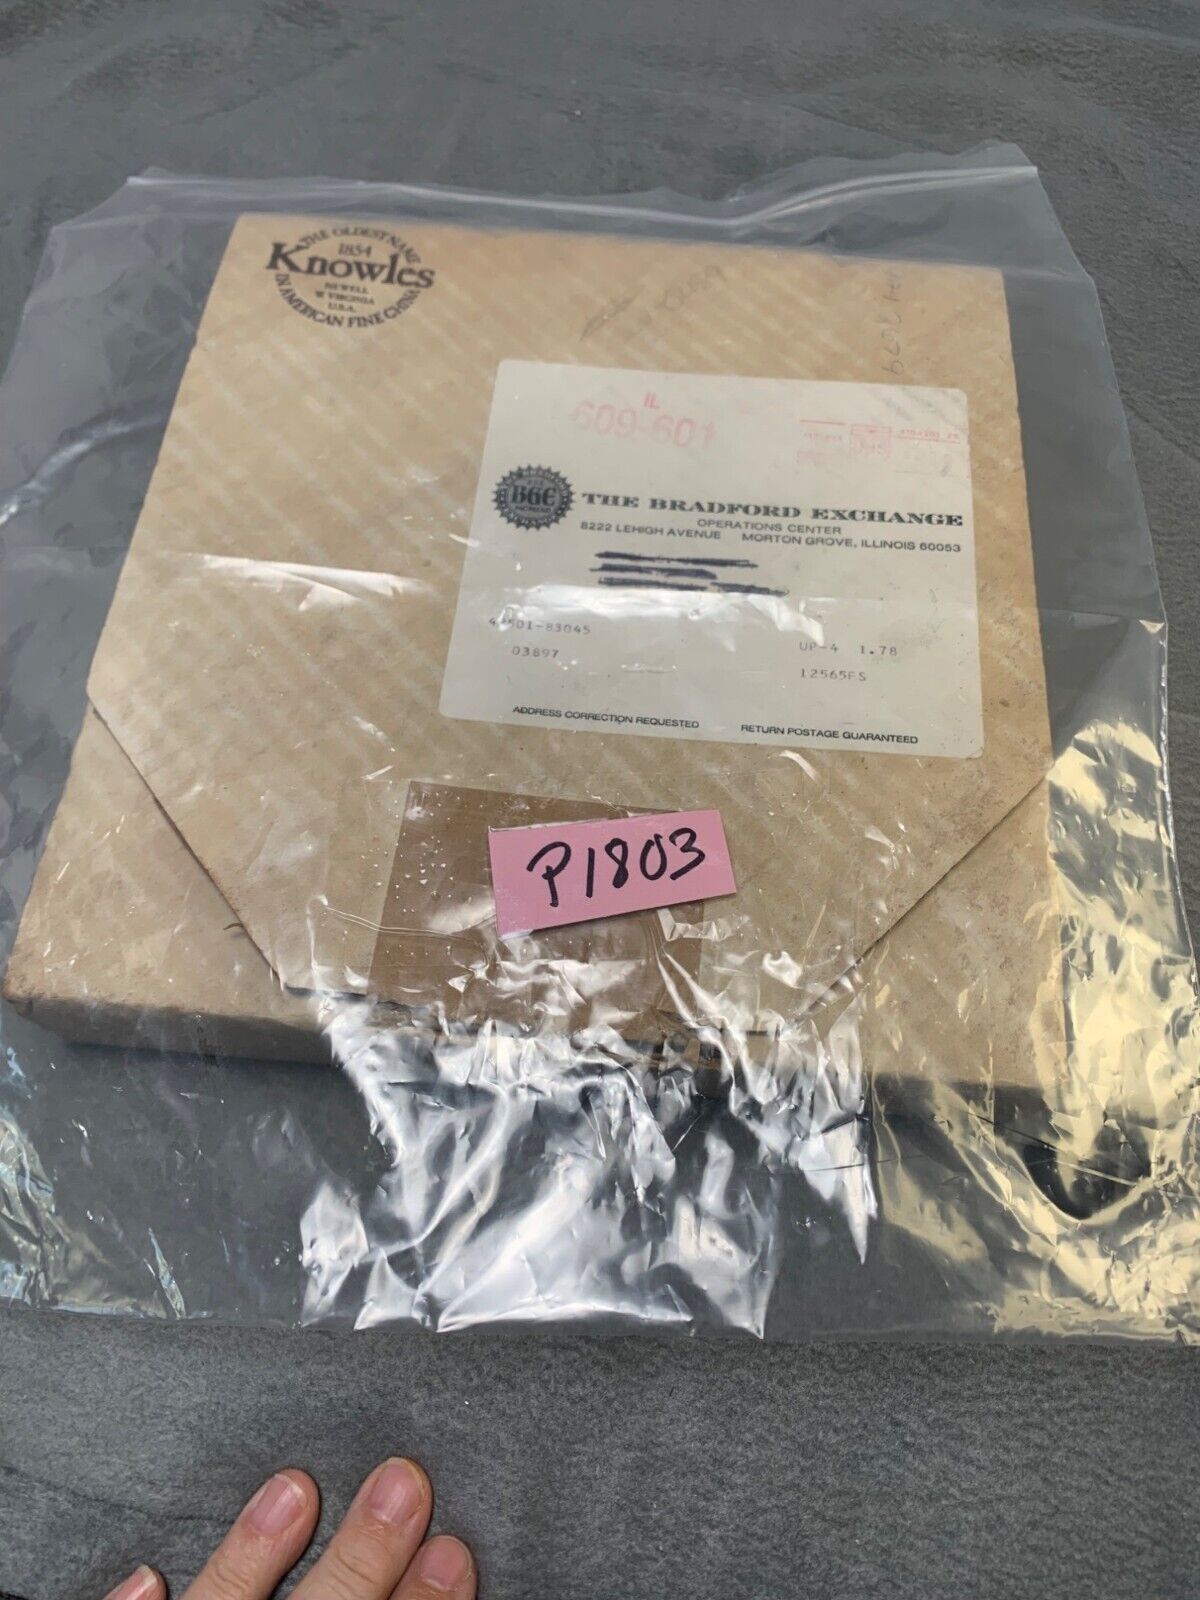 THE OLDEST NAME
1854
Knowles
NEWELL
W VIRGINIA
U.S.A.
IN AMERICAN FINE CHINA
IL
609-601
BGE
THE BRADFORD EXCHANGE
OPERATIONS CENTER
8222 LEHIGH AVENUE MORTON GROVE, ILLINOIS 60053
-83045
03897
UP-4 1.78
12565FS
ADDRESS CORRECTION REQUESTED RETURN POSTAGE GUARANTEED
P1803